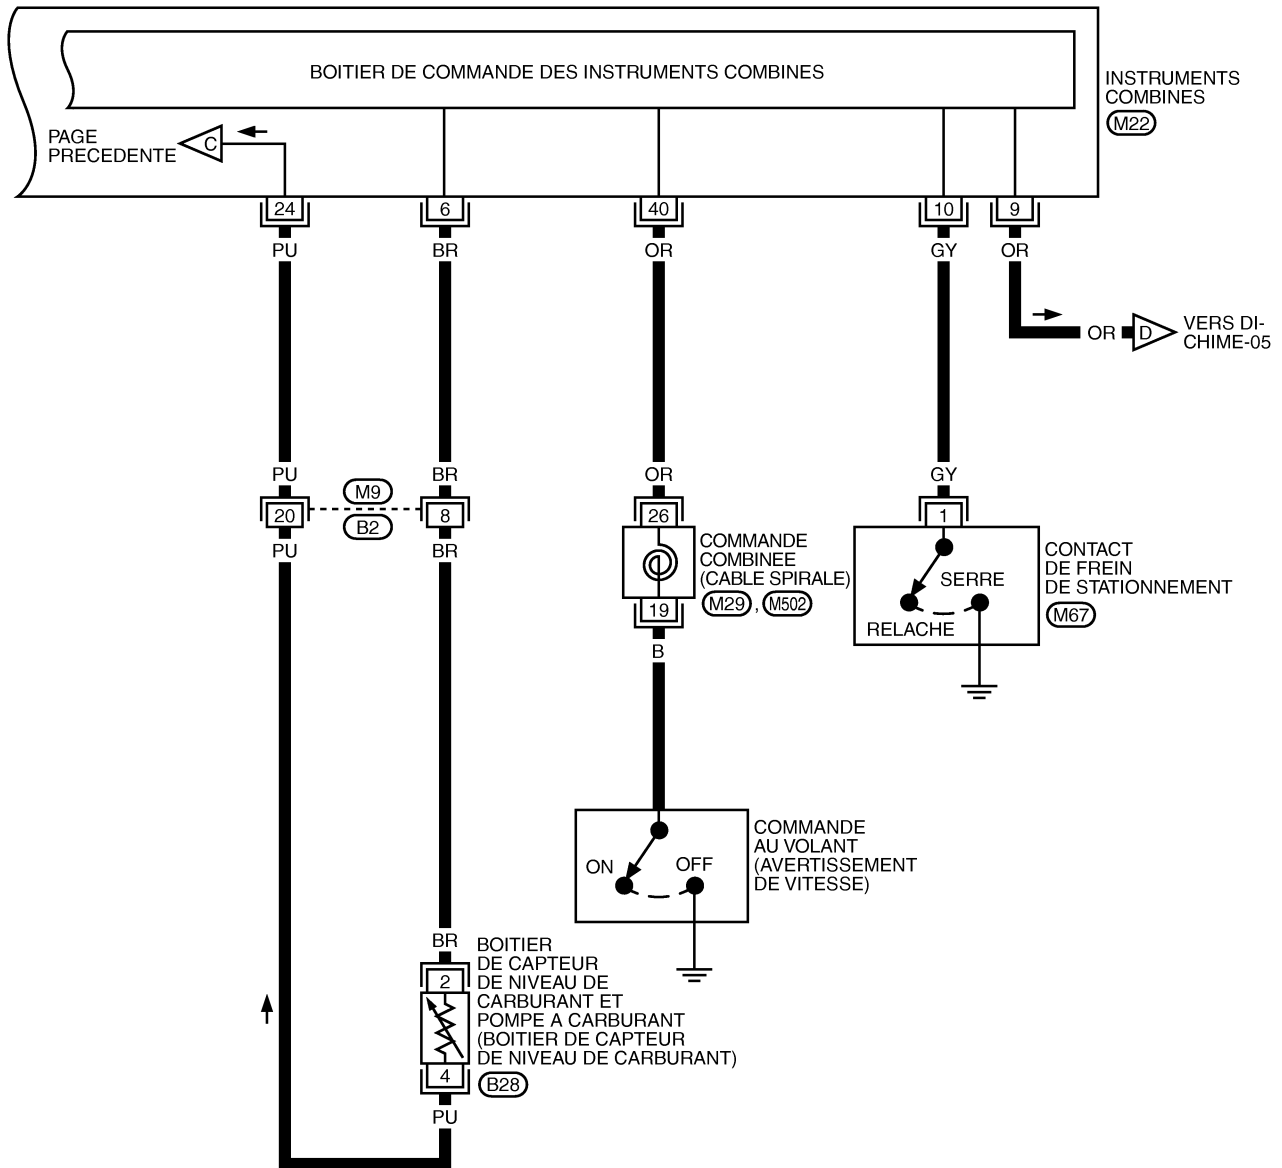 BOITIER DE COMMANDE DES INSTRUMENTS COMBINES
INSTRUMENTS
COMBINES
M22
PAGE
PRECEDENTE
C
24
6
40
10
9
PU
BR
OR
GY
OR
OR
D
VERS DI-
CHIME-05
PU
BR
OR
GY
M9
B2
20
8
26
1
PU
BR
COMMANDE
COMBINEE
(CABLE SPIRALE)
M29 , M502
19
B
SERRE
RELACHE
CONTACT
DE FREIN
DE STATIONNEMENT
M67
ON
OFF
COMMANDE
AU VOLANT
(AVERTISSEMENT
DE VITESSE)
BR
2
BOITIER
DE CAPTEUR
DE NIVEAU DE
CARBURANT ET
POMPE A CARBURANT
(BOITIER DE CAPTEUR
DE NIVEAU DE CARBURANT)
4
B28
PU